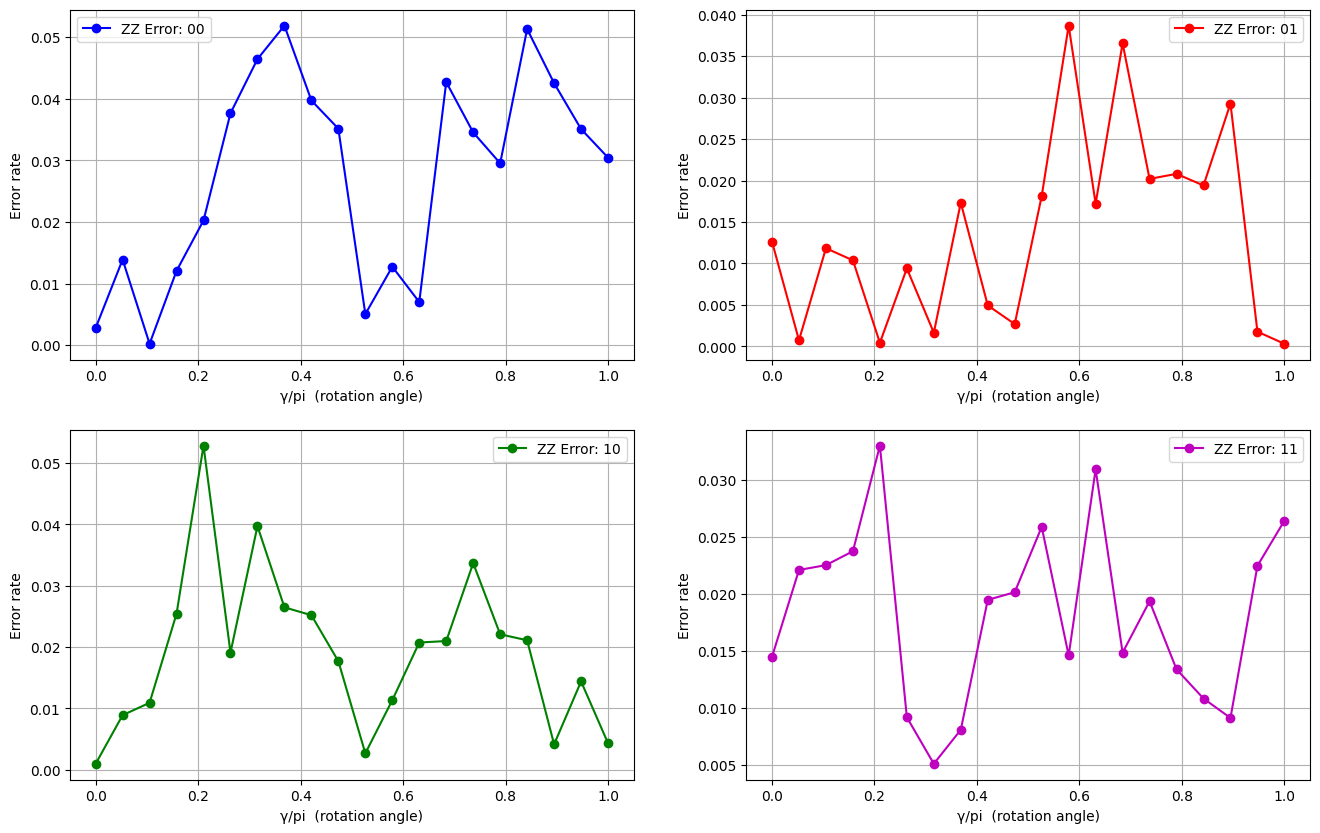 ZZ Error: 00
0.05
0.04
0.03
0.02
0.01
0.00
Error rate
0.0 0.2 0.4 0.6 0.8 1.0
γ/pi (rotation angle)
ZZ Error: 01
0.040
0.035
0.030
0.025
0.020
0.015
0.010
0.005
0.000
Error rate
0.0 0.2 0.4 0.6 0.8 1.0
γ/pi (rotation angle)
ZZ Error: 10
0.05
0.04
0.03
0.02
0.01
0.00
Error rate
0.0 0.2 0.4 0.6 0.8 1.0
γ/pi (rotation angle)
ZZ Error: 11
0.030
0.025
0.020
0.015
0.010
0.005
Error rate
0.0 0.2 0.4 0.6 0.8 1.0
γ/pi (rotation angle)